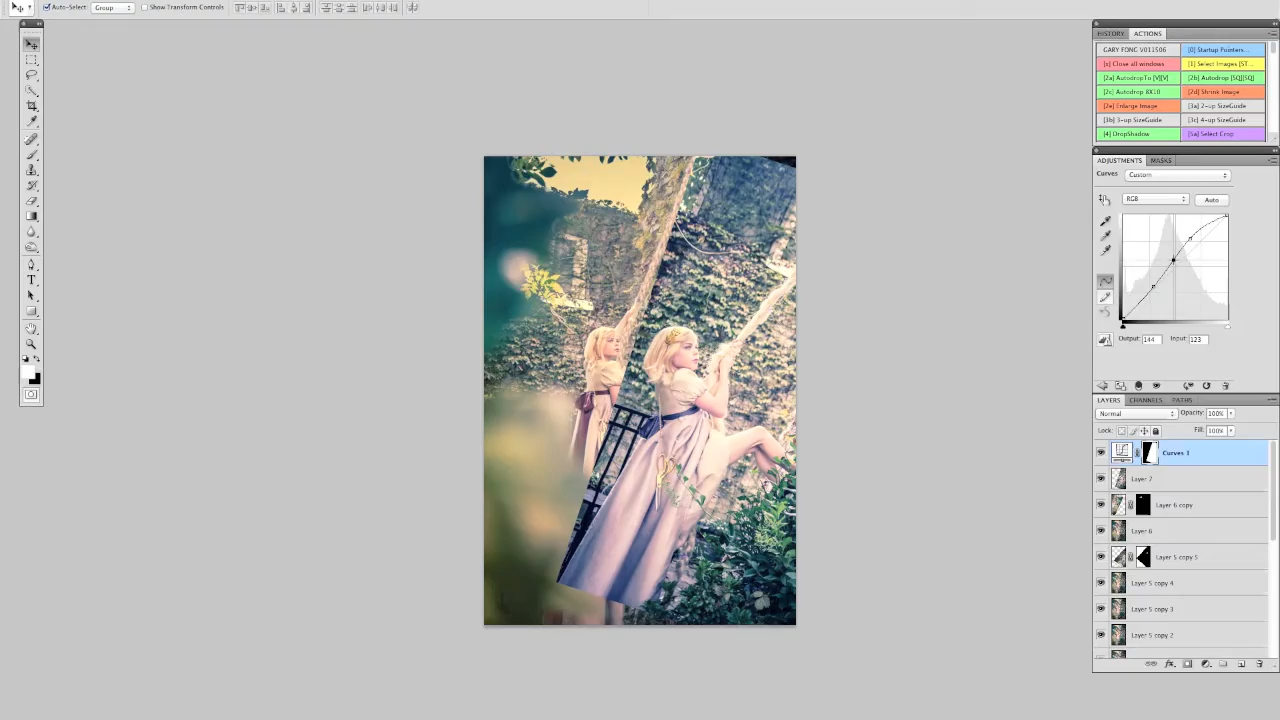 Auto-Select: Group Show Transform Controls
HISTORY ACTIONS
GARY FONG V011506 [0] Startup Pointers...
[x] Close all windows [1] Select Images [ST...
[2a] AutodropTo [V][V] [2b] Autodrop [SQ][SQ]
[2c] Autodrop 8X10 [2d] Shrink Image
[2e] Enlarge Image [3a] 2-up SizeGuide
[3b] 3-up SizeGuide [3c] 4-up SizeGuide
[4] DropShadow [5a] Select Crop
ADJUSTMENTS MASKS
Curves Custom
RGB Auto
Output: 144 Input: 123
LAYERS CHANNELS PATHS
Normal Opacity: 100%
Lock: Fill: 100%
Curves 1
Layer 7
Layer 6 copy
Layer 6
Layer 5 copy 5
Layer 5 copy 4
Layer 5 copy 3
Layer 5 copy 2